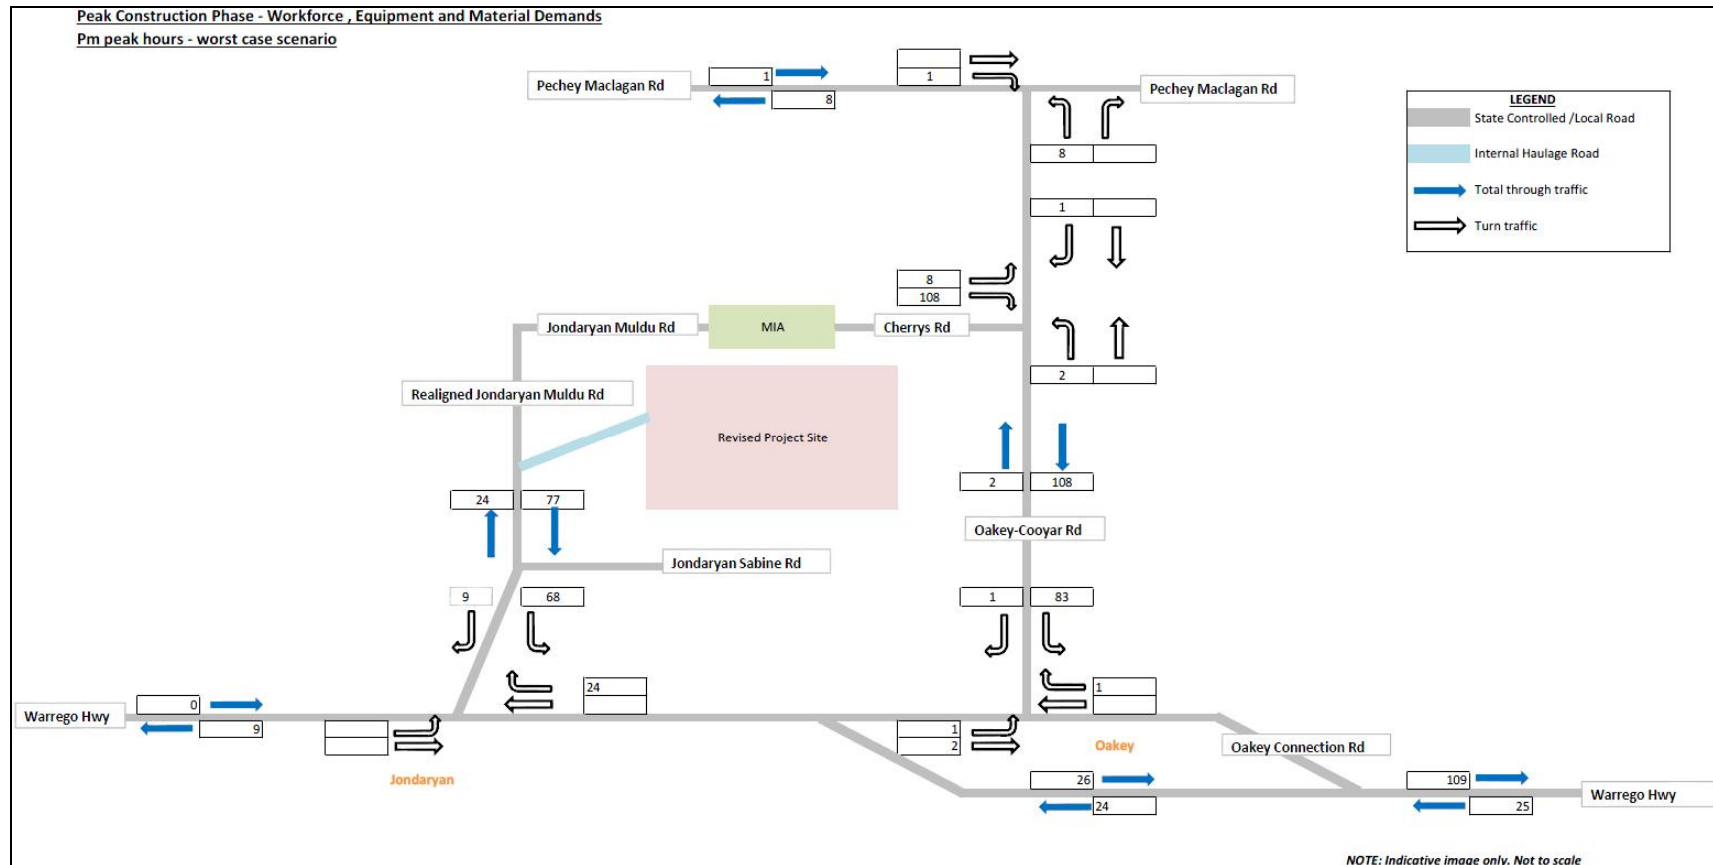 Peak Construction Phase - Workforce , Equipment and Material Demands
Pm peak hours - worst case scenario
Pechey Maclagan Rd
1
8
1
Pechey Maclagan Rd
LEGEND
State Controlled /Local Road
Internal Haulage Road
Total through traffic
Turn traffic
8
1
8
108
Jondaryan Muldu Rd
MIA
Cherrys Rd
2
Realigned Jondaryan Muldu Rd
Revised Project Site
24
77
2
108
Oakey-Cooyar Rd
Jondaryan Sabine Rd
9
68
1
83
24
1
Warrego Hwy
0
9
1
2
Oakey
Oakey Connection Rd
Jondaryan
26
24
109
25
Warrego Hwy
NOTE: Indicative image only. Not to scale